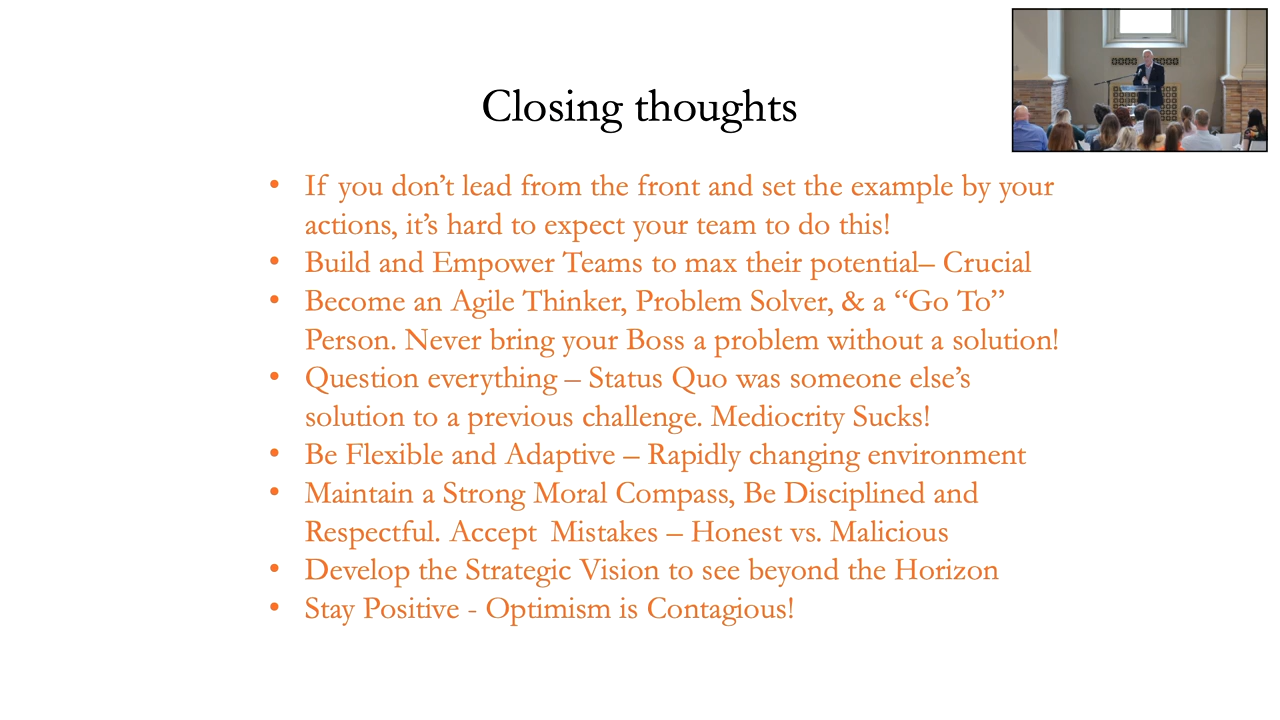 Closing thoughts
• If you don’t lead from the front and set the example by your
actions, it’s hard to expect your team to do this!
• Build and Empower Teams to max their potential– Crucial
• Become an Agile Thinker, Problem Solver, & a “Go To”
Person. Never bring your Boss a problem without a solution!
• Question everything – Status Quo was someone else’s
solution to a previous challenge. Mediocrity Sucks!
• Be Flexible and Adaptive – Rapidly changing environment
• Maintain a Strong Moral Compass, Be Disciplined and
Respectful. Accept  Mistakes – Honest vs. Malicious
• Develop the Strategic Vision to see beyond the Horizon
• Stay Positive - Optimism is Contagious!